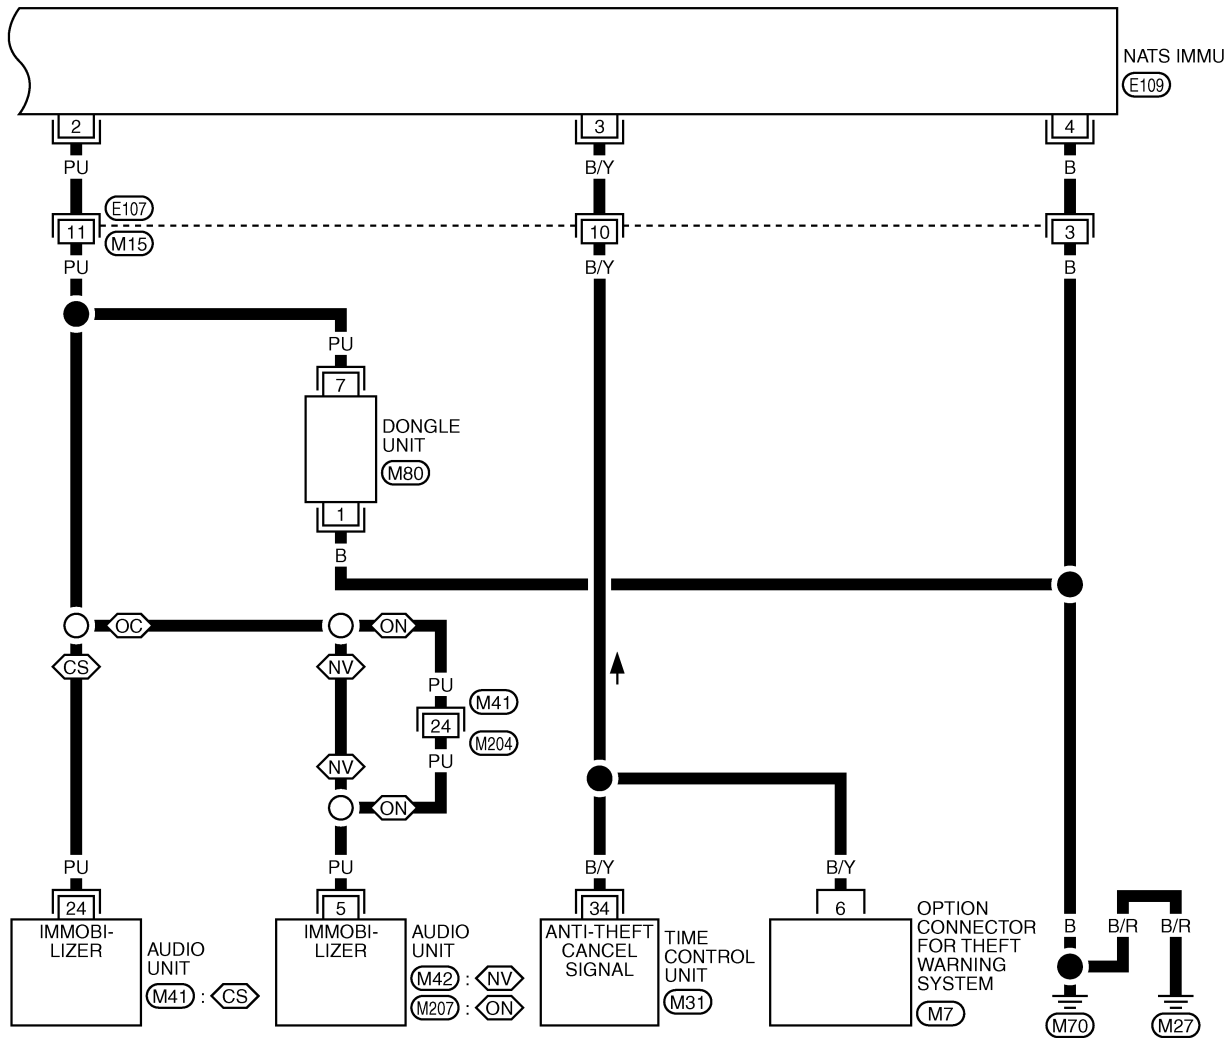 NATS IMMU
E109
2 3 4
PU B/Y B
E107
11 10 3
M15
PU B/Y B
PU
7
DONGLE
UNIT
M80
1
B
OC ON
CS NV
PU
M41
24
M204
NV PU
ON
PU PU B/Y B/Y
24 5 34 6
IMMOBI-
LIZER
AUDIO
UNIT
M41 : CS
IMMOBI-
LIZER
AUDIO
UNIT
M42 : NV
M207 : ON
ANTI-THEFT
CANCEL
SIGNAL
TIME
CONTROL
UNIT
M31
OPTION
CONNECTOR
FOR THEFT
WARNING
SYSTEM
M7
B B/R B/R
M70 M27